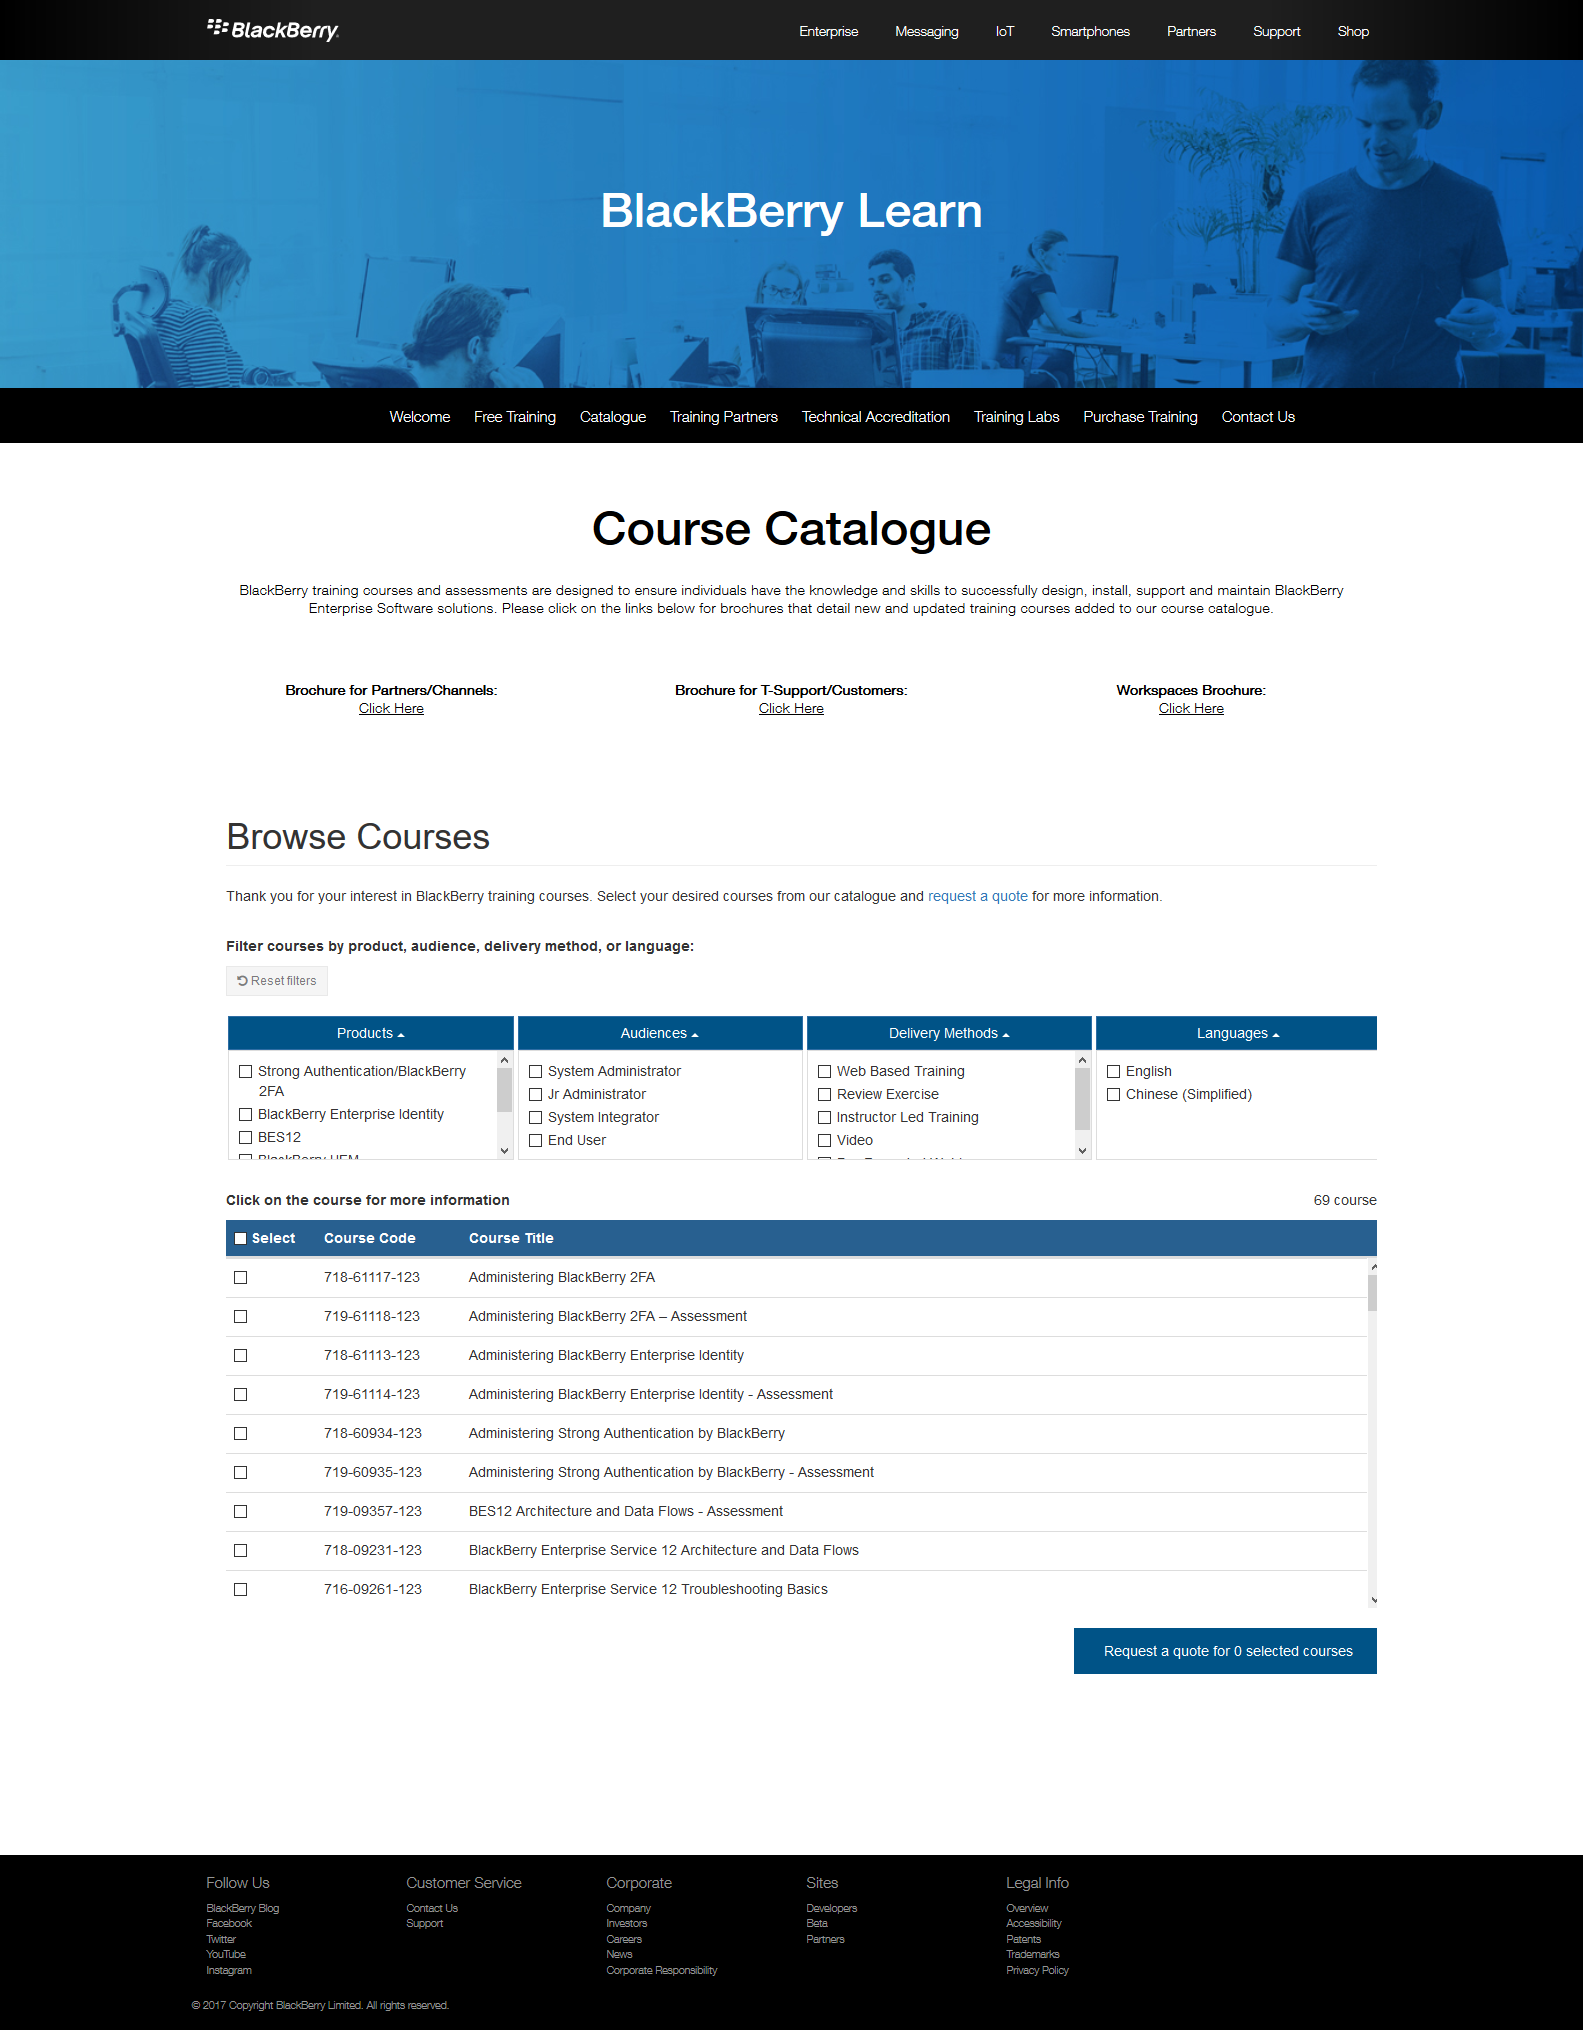 BlackBerry
Enterprise Messaging IoT Smartphones Partners Support Shop
BlackBerry Learn
Welcome Free Training Catalogue Training Partners Technical Accreditation Training Labs Purchase Training Contact Us
Course Catalogue
BlackBerry training courses and assessments are designed to ensure individuals have the knowledge and skills to successfully design, install, support and maintain BlackBerry
Enterprise Software solutions. Please click on the links below for brochures that detail new and updated training courses added to our course catalogue.
Brochure for Partners/Channels:
Click Here
Brochure for T-Support/Customers:
Click Here
Workspaces Brochure:
Click Here
Browse Courses
Thank you for your interest in BlackBerry training courses. Select your desired courses from our catalogue and request a quote for more information.
Filter courses by product, audience, delivery method, or language:
Reset filters
Products
Strong Authentication/BlackBerry
2FA
BlackBerry Enterprise Identity
BES12
BlackBerry UEM
Audiences
System Administrator
Jr Administrator
System Integrator
End User
Delivery Methods
Web Based Training
Review Exercise
Instructor Led Training
Video
Languages
English
Chinese (Simplified)
Click on the course for more information 69 course
Select Course Code Course Title
718-61117-123 Administering BlackBerry 2FA
719-61118-123 Administering BlackBerry 2FA – Assessment
718-61113-123 Administering BlackBerry Enterprise Identity
719-61114-123 Administering BlackBerry Enterprise Identity - Assessment
718-60934-123 Administering Strong Authentication by BlackBerry
719-60935-123 Administering Strong Authentication by BlackBerry - Assessment
719-09357-123 BES12 Architecture and Data Flows - Assessment
718-09231-123 BlackBerry Enterprise Service 12 Architecture and Data Flows
716-09261-123 BlackBerry Enterprise Service 12 Troubleshooting Basics
Request a quote for 0 selected courses
Follow Us
BlackBerry Blog
Facebook
Twitter
YouTube
Instagram
Customer Service
Contact Us
Support
Corporate
Company
Investors
Careers
News
Corporate Responsibility
Sites
Developers
Beta
Partners
Legal Info
Overview
Accessibility
Patents
Trademarks
Privacy Policy
© 2017 Copyright BlackBerry Limited. All rights reserved.